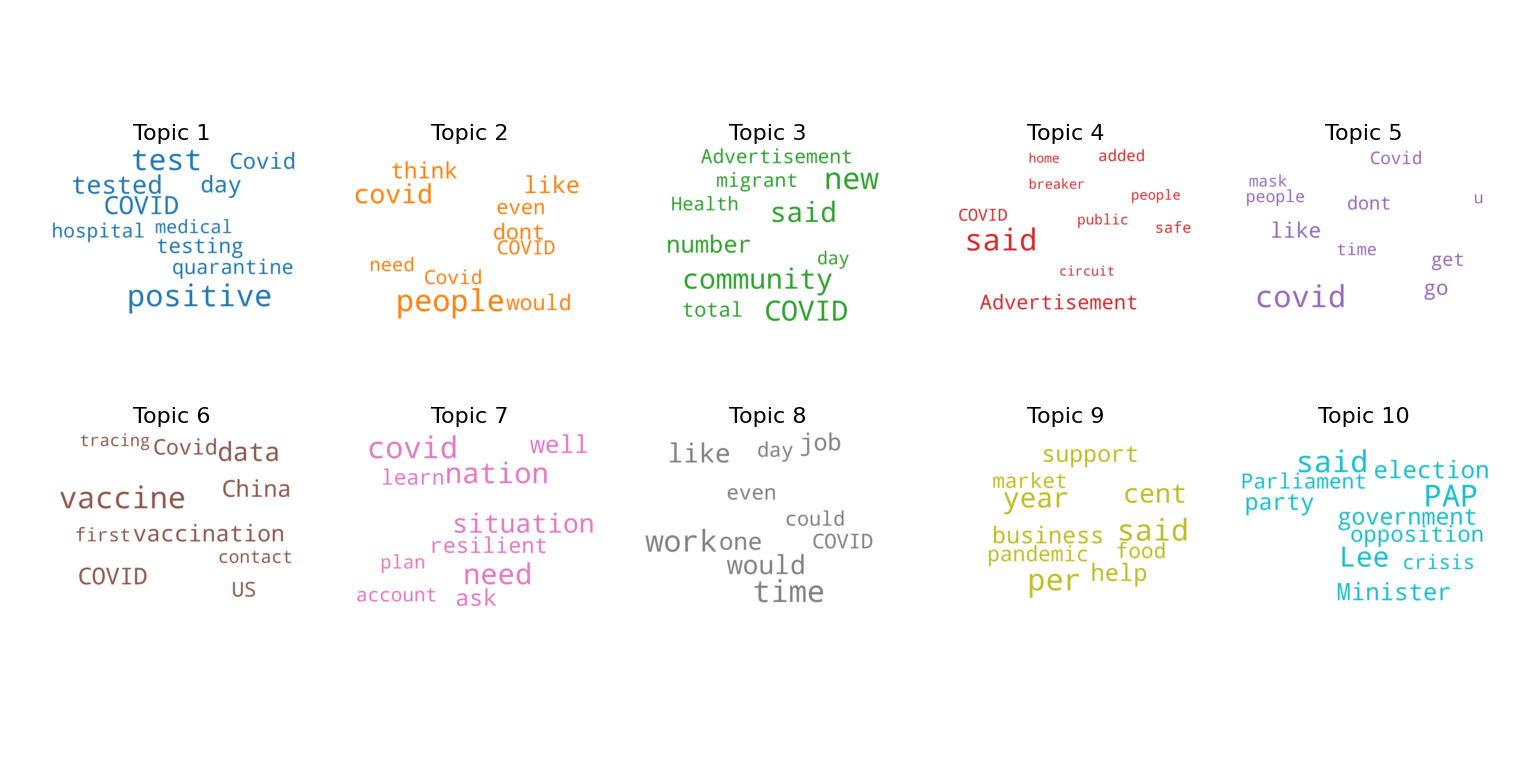 Topic 1
test Covid
tested day
COVID
hospital medical
testing
quarantine
positive
Topic 2
think
covid like
even
dont
COVID
need
Covid
people would
Topic 3
Advertisement
migrant new
Health said
number
day
community
total COVID
Topic 4
home added
breaker
people
COVID public
safe
said
circuit
Advertisement
Topic 5
Covid
mask
people dont u
like
time
get
go
covid
Topic 6
tracing Covid data
China
vaccine
first vaccination
contact
COVID
US
Topic 7
covid well
learn nation
situation
resilient
plan
need
account ask
Topic 8
like day job
even
could
work one COVID
would
time
Topic 9
support
market
year cent
business said
pandemic food
per help
Topic 10
said election
Parliament
party PAP
government
opposition
Lee crisis
Minister